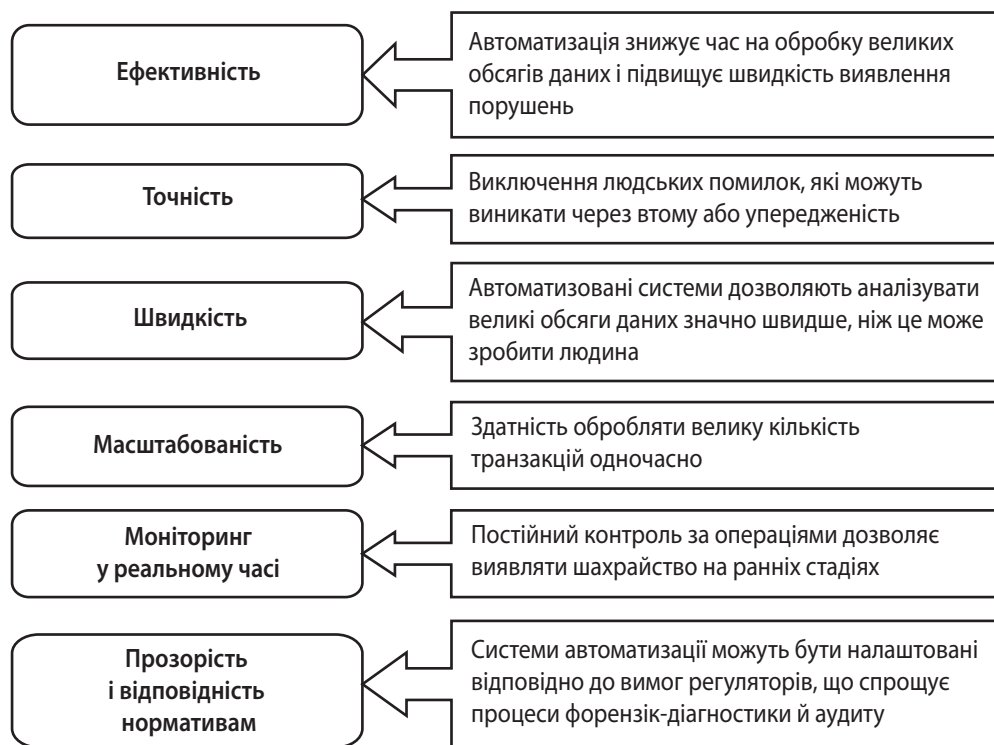 Ефективність
Автоматизація знижує час на обробку великих
обсягів даних і підвищує швидкість виявлення
порушень
Точність
Виключення людських помилок, які можуть
виникати через втому або упередженість
Швидкість
Автоматизовані системи дозволяють аналізувати
великі обсяги даних значно швидше, ніж це може
зробити людина
Масштабованість
Здатність обробляти велику кількість
транзакцій одночасно
Моніторинг
у реальному часі
Постійний контроль за операціями дозволяє
виявляти шахрайство на ранніх стадіях
Прозорість
і відповідність
нормативам
Системи автоматизації можуть бути налаштовані
відповідно до вимог регуляторів, що спрощує
процеси форензік-діагностики й аудиту